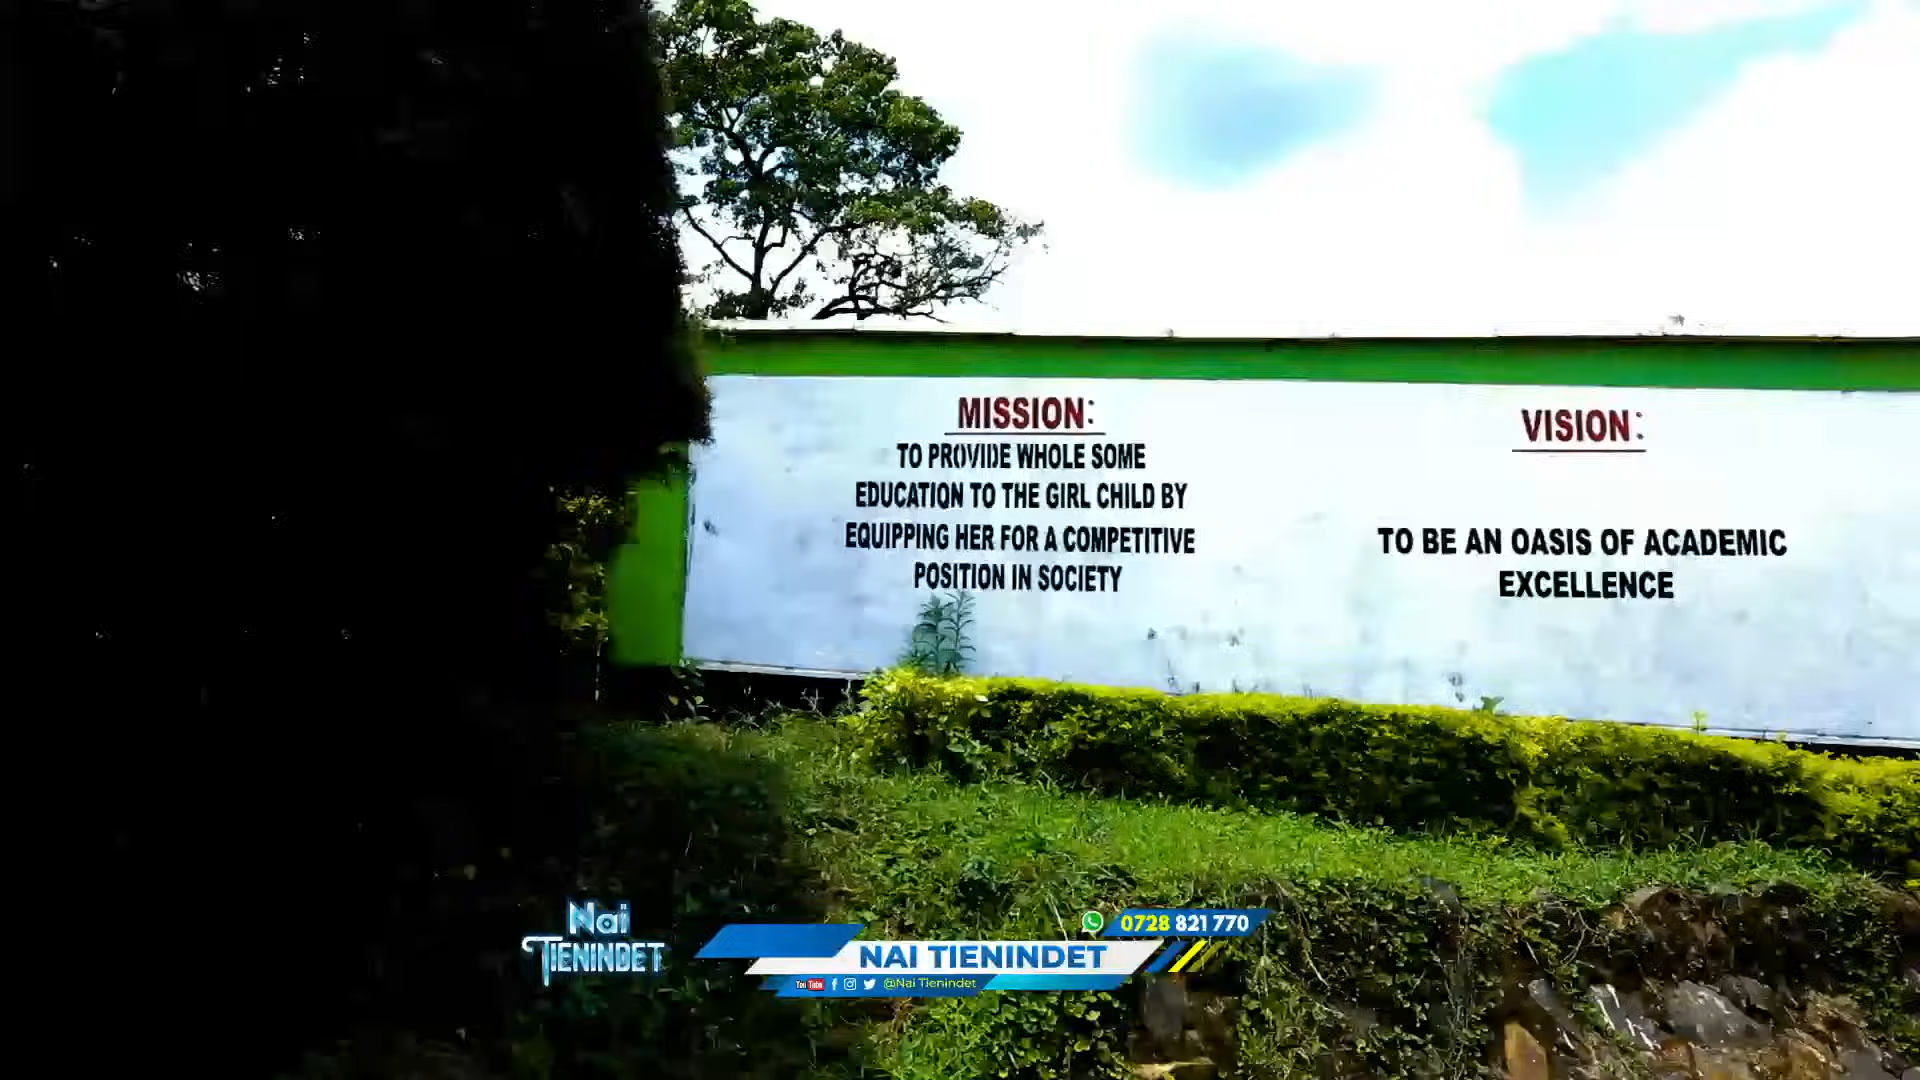 MISSION:
TO PROVIDE WHOLE SOME
EDUCATION TO THE GIRL CHILD BY
EQUIPPING HER FOR A COMPETITIVE
POSITION IN SOCIETY
VISION:
TO BE AN OASIS OF ACADEMIC
EXCELLENCE
Nai
TIENINDET
0728 821 770
NAI TIENINDET
YouTube
@Nai Tienindet